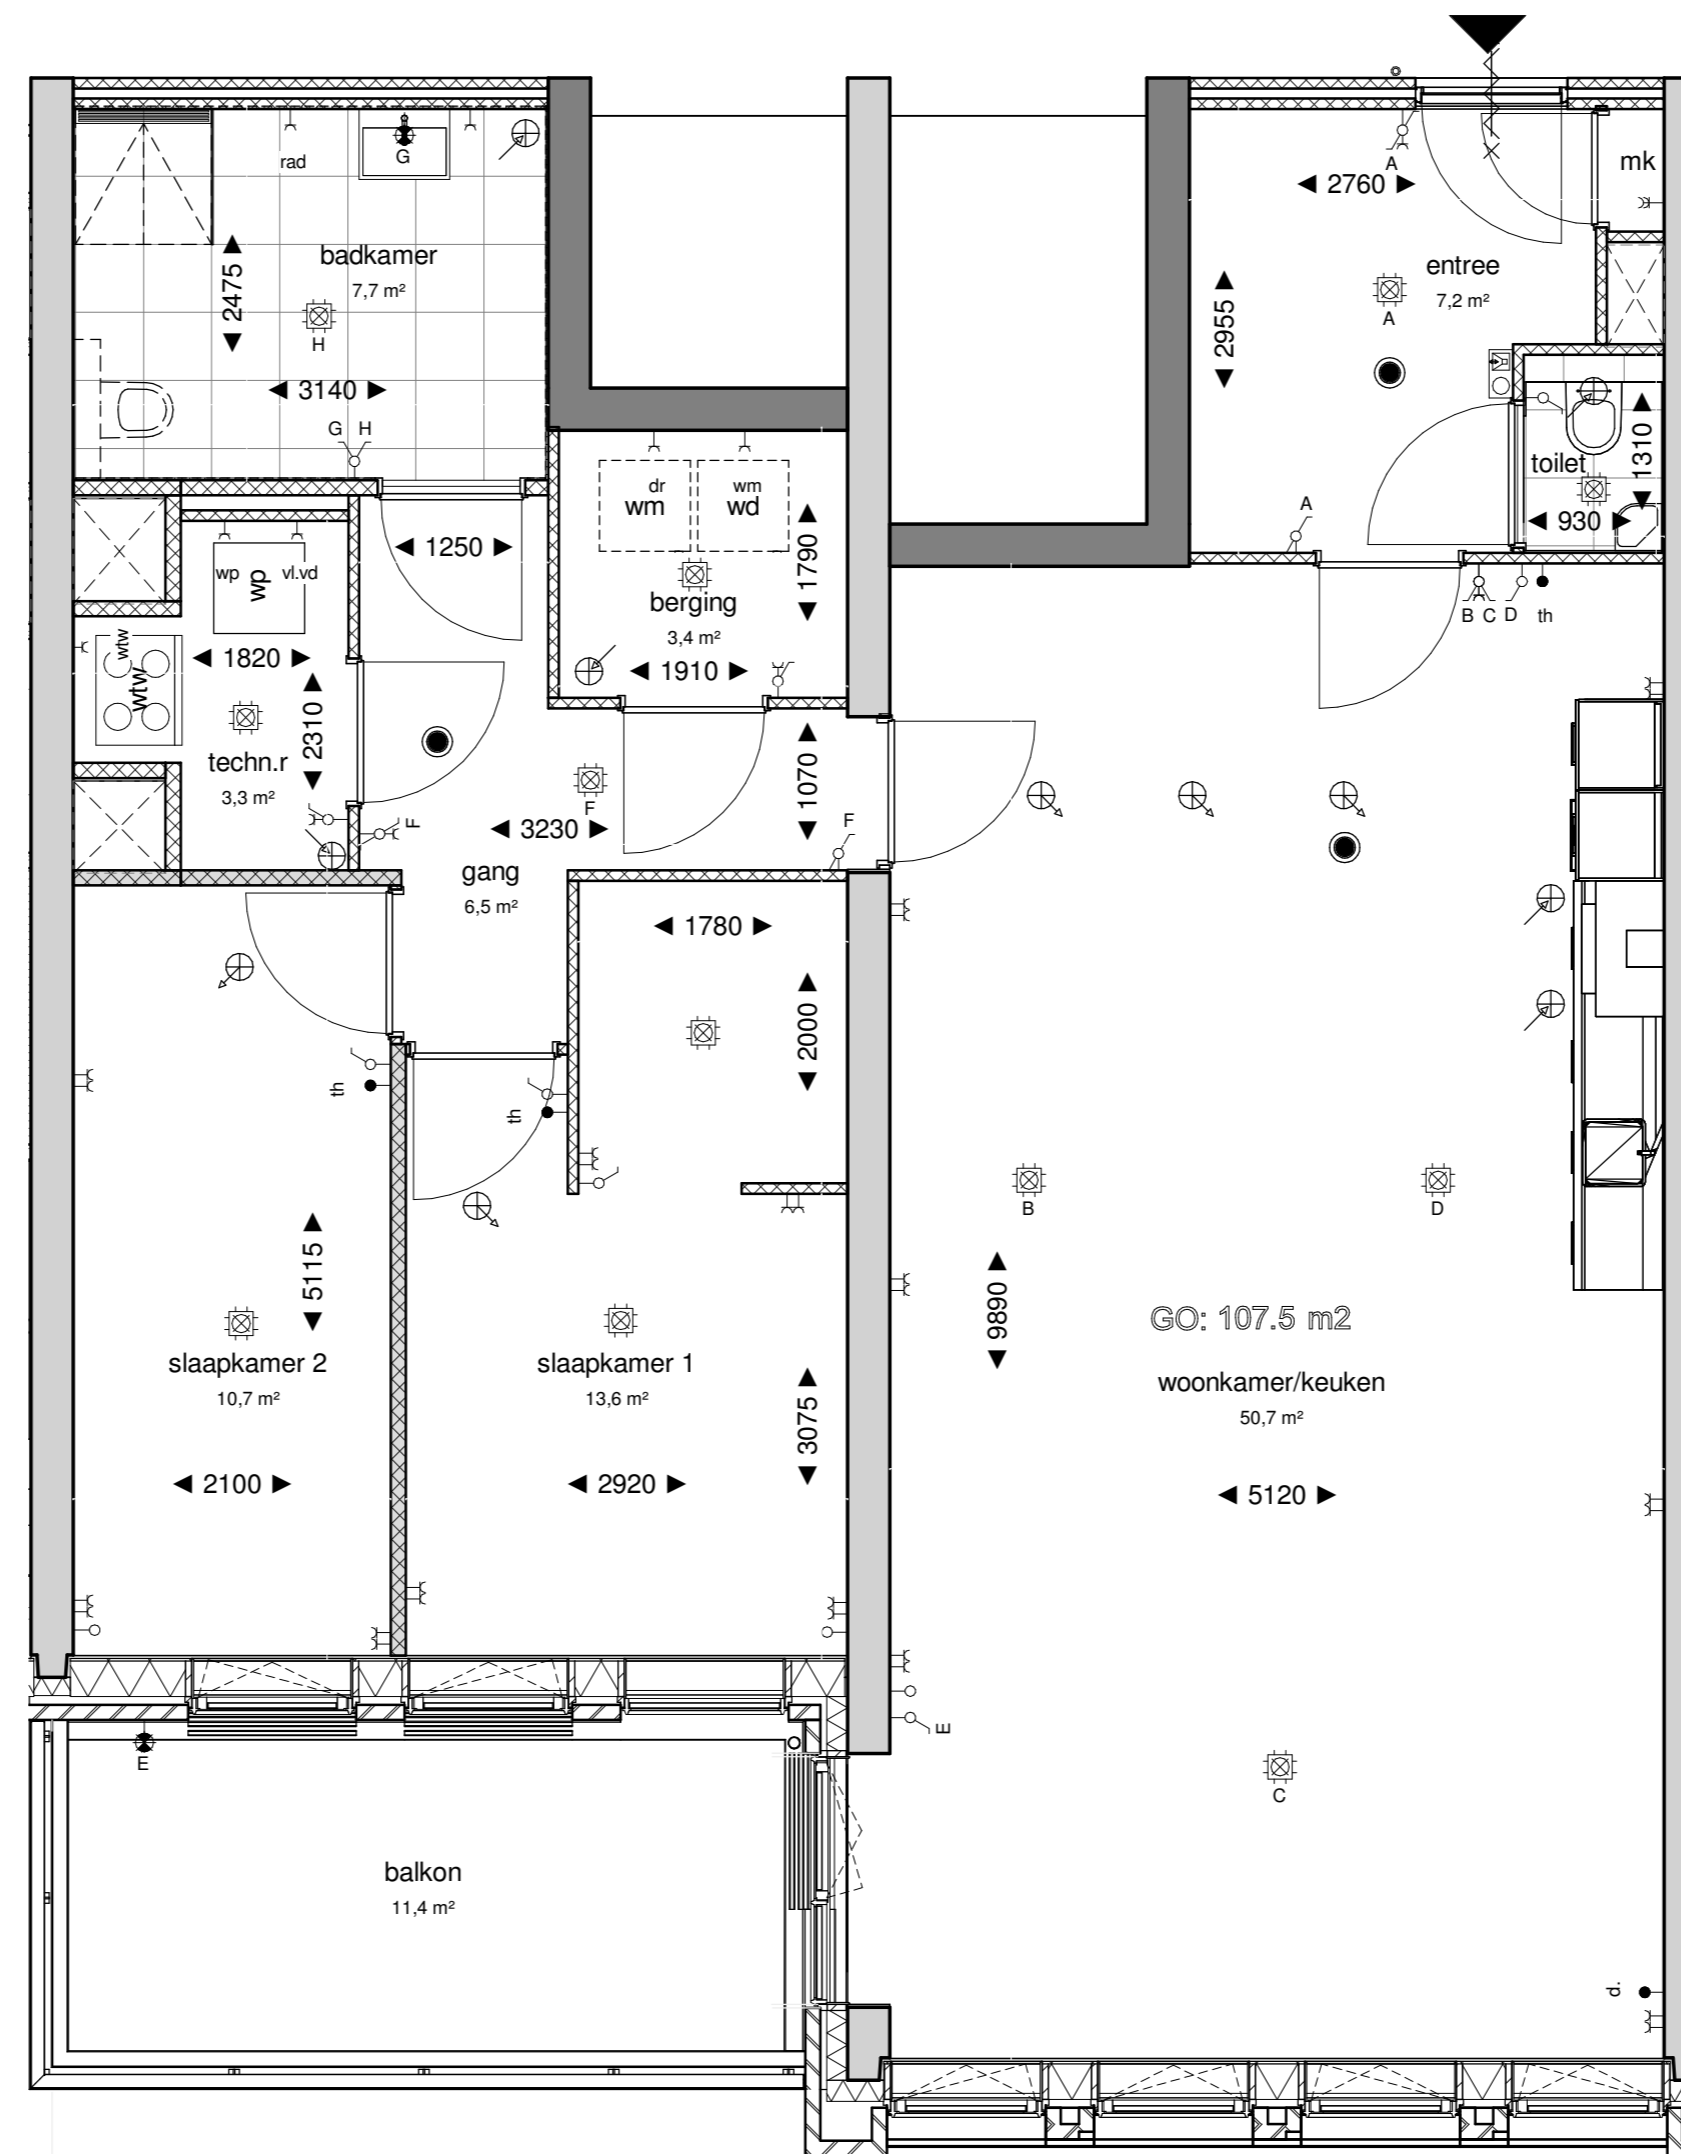 rad
G
badkamer
7,7 m²
2475
H
3140
G H
A
2760
mk
entree
7,2 m²
A
2955
toilet
1310
930
A
B C D th
dr
wm
wm
wd
1790
berging
3,4 m²
1910
1250
wp
wp
vl.vd
wtw
wtw
1820
2310
techn.r
3,3 m²
F
F
3230
1070
F
gang
6,5 m²
1780
2000
th
th
5115
slaapkamer 2
10,7 m²
2100
slaapkamer 1
13,6 m²
3075
2920
B
D
9890
GO: 107.5 m2
woonkamer/keuken
50,7 m²
5120
E
E
C
balkon
11,4 m²
d.